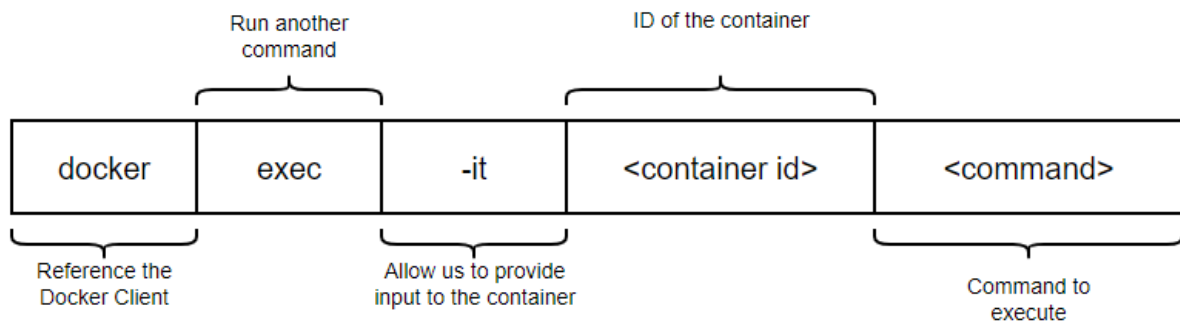 Run another
command
ID of the container
docker
exec
-it
<container id>
<command>
Reference the
Docker Client
Allow us to provide
input to the container
Command to
execute